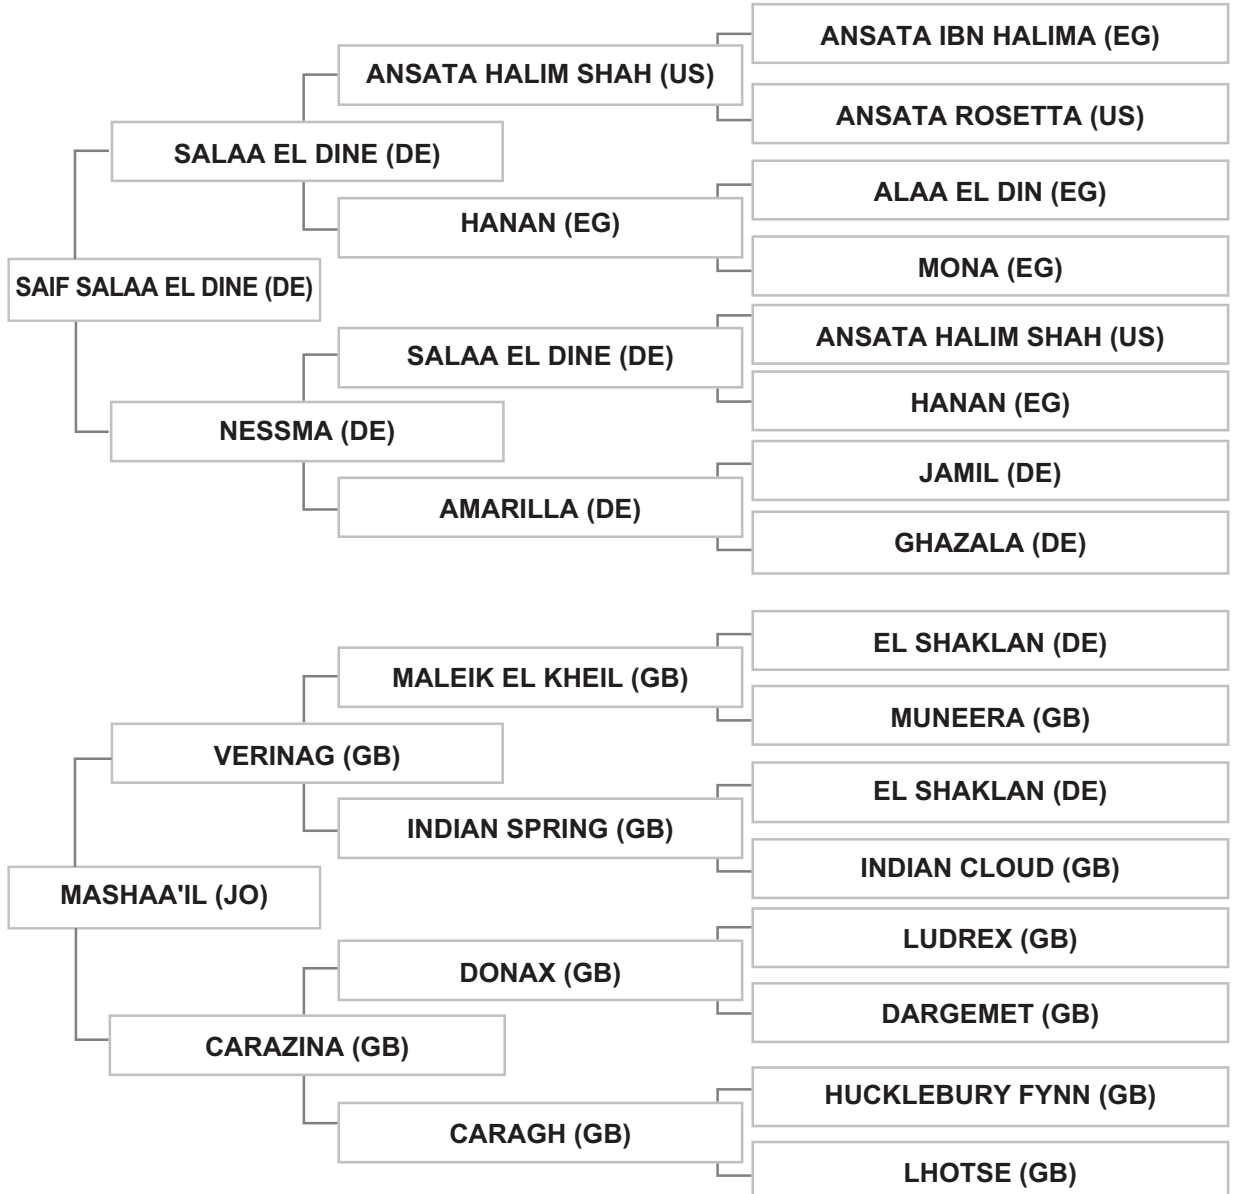 ANSATA IBN HALIMA (EG)
ANSATA HALIM SHAH (US)
ANSATA ROSETTA (US)
SALAA EL DINE (DE)
ALAA EL DIN (EG)
HANAN (EG)
MONA (EG)
SAIF SALAA EL DINE (DE)
ANSATA HALIM SHAH (US)
SALAA EL DINE (DE)
HANAN (EG)
NESSMA (DE)
JAMIL (DE)
AMARILLA (DE)
GHAZALA (DE)
EL SHAKLAN (DE)
MALEIK EL KHEIL (GB)
MUNEERA (GB)
VERINAG (GB)
EL SHAKLAN (DE)
INDIAN SPRING (GB)
INDIAN CLOUD (GB)
MASHAA'IL (JO)
LUDREX (GB)
DONAX (GB)
DARGEMET (GB)
CARAZINA (GB)
HUCKLEBURY FYNN (GB)
CARAGH (GB)
LHOTSE (GB)